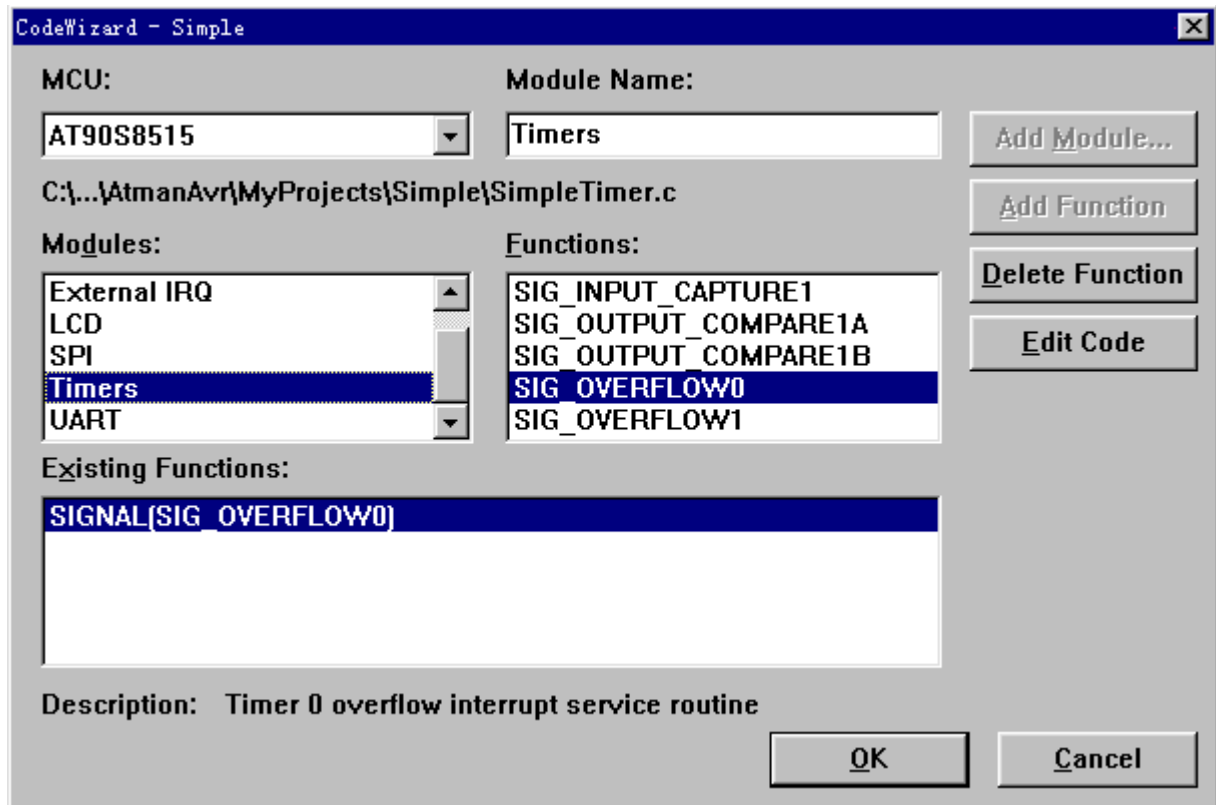 CodeWizard - Simple
MCU: Module Name:
AT90S8515 Timers Add Module...
C:\...\AtmanAvr\MyProjects\Simple\SimpleTimer.c
Add Function
Modules: Functions:
Delete Function
External IRQ SIG_INPUT_CAPTURE1
LCD SIG_OUTPUT_COMPARE1A
SPI SIG_OUTPUT_COMPARE1B Edit Code
Timers SIG_OVERFLOW0
UART SIG_OVERFLOW1
Existing Functions:
SIGNAL(SIG_OVERFLOW0)
Description: Timer 0 overflow interrupt service routine
OK Cancel